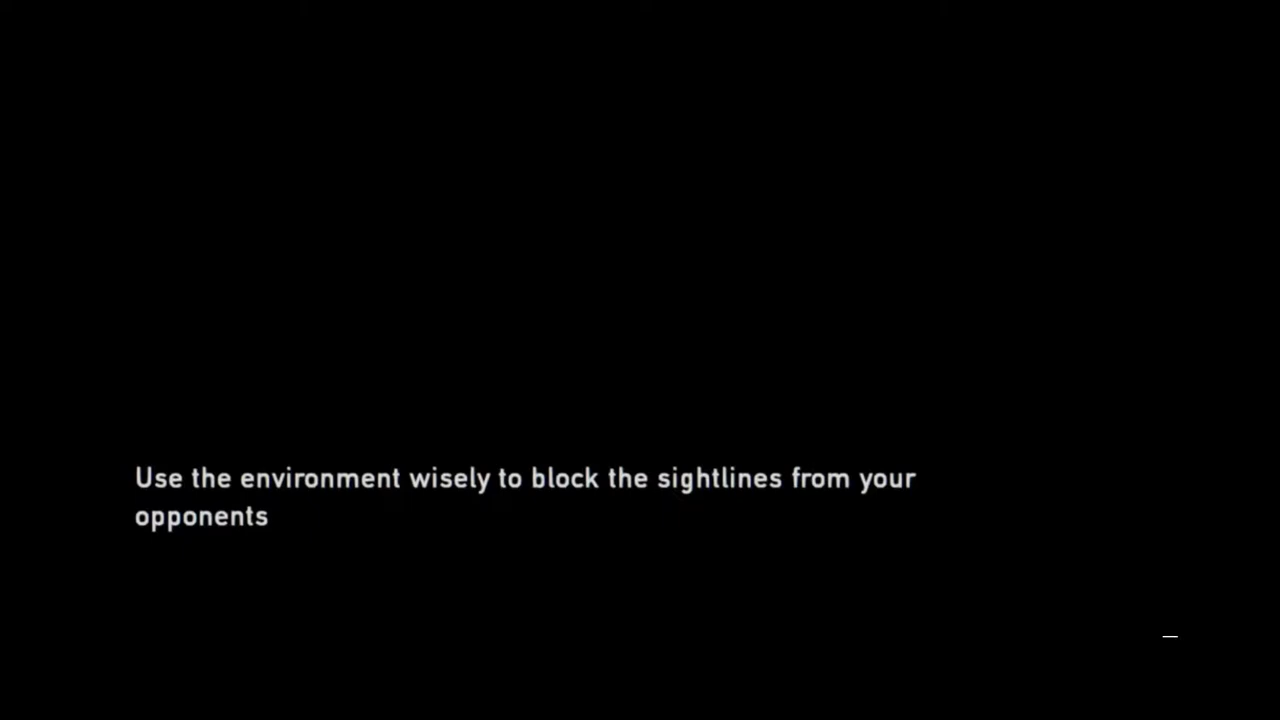 Use the environment wisely to block the sightlines from your
opponents